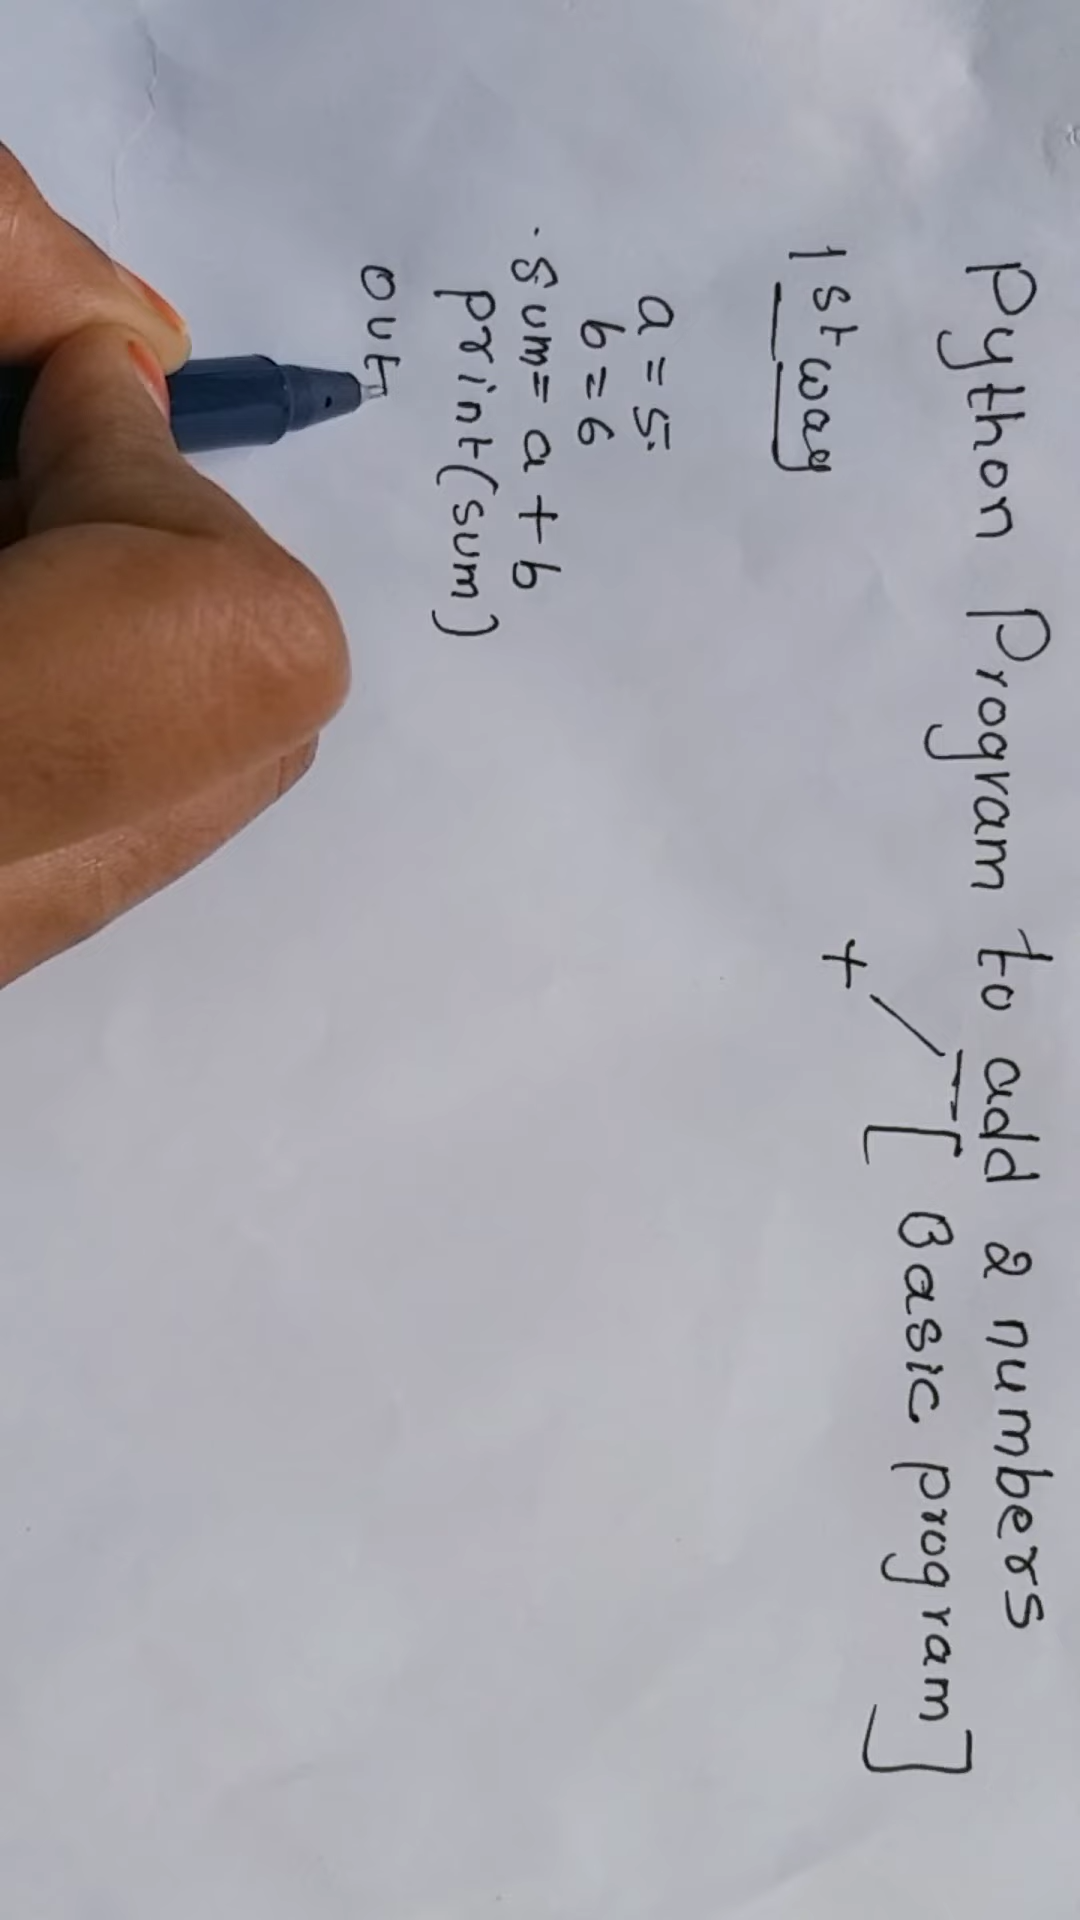 Python Program to add 2 numbers
+ [Basic program]
1st way
a = 5.
b = 6
.sum = a + b
print(sum)
out